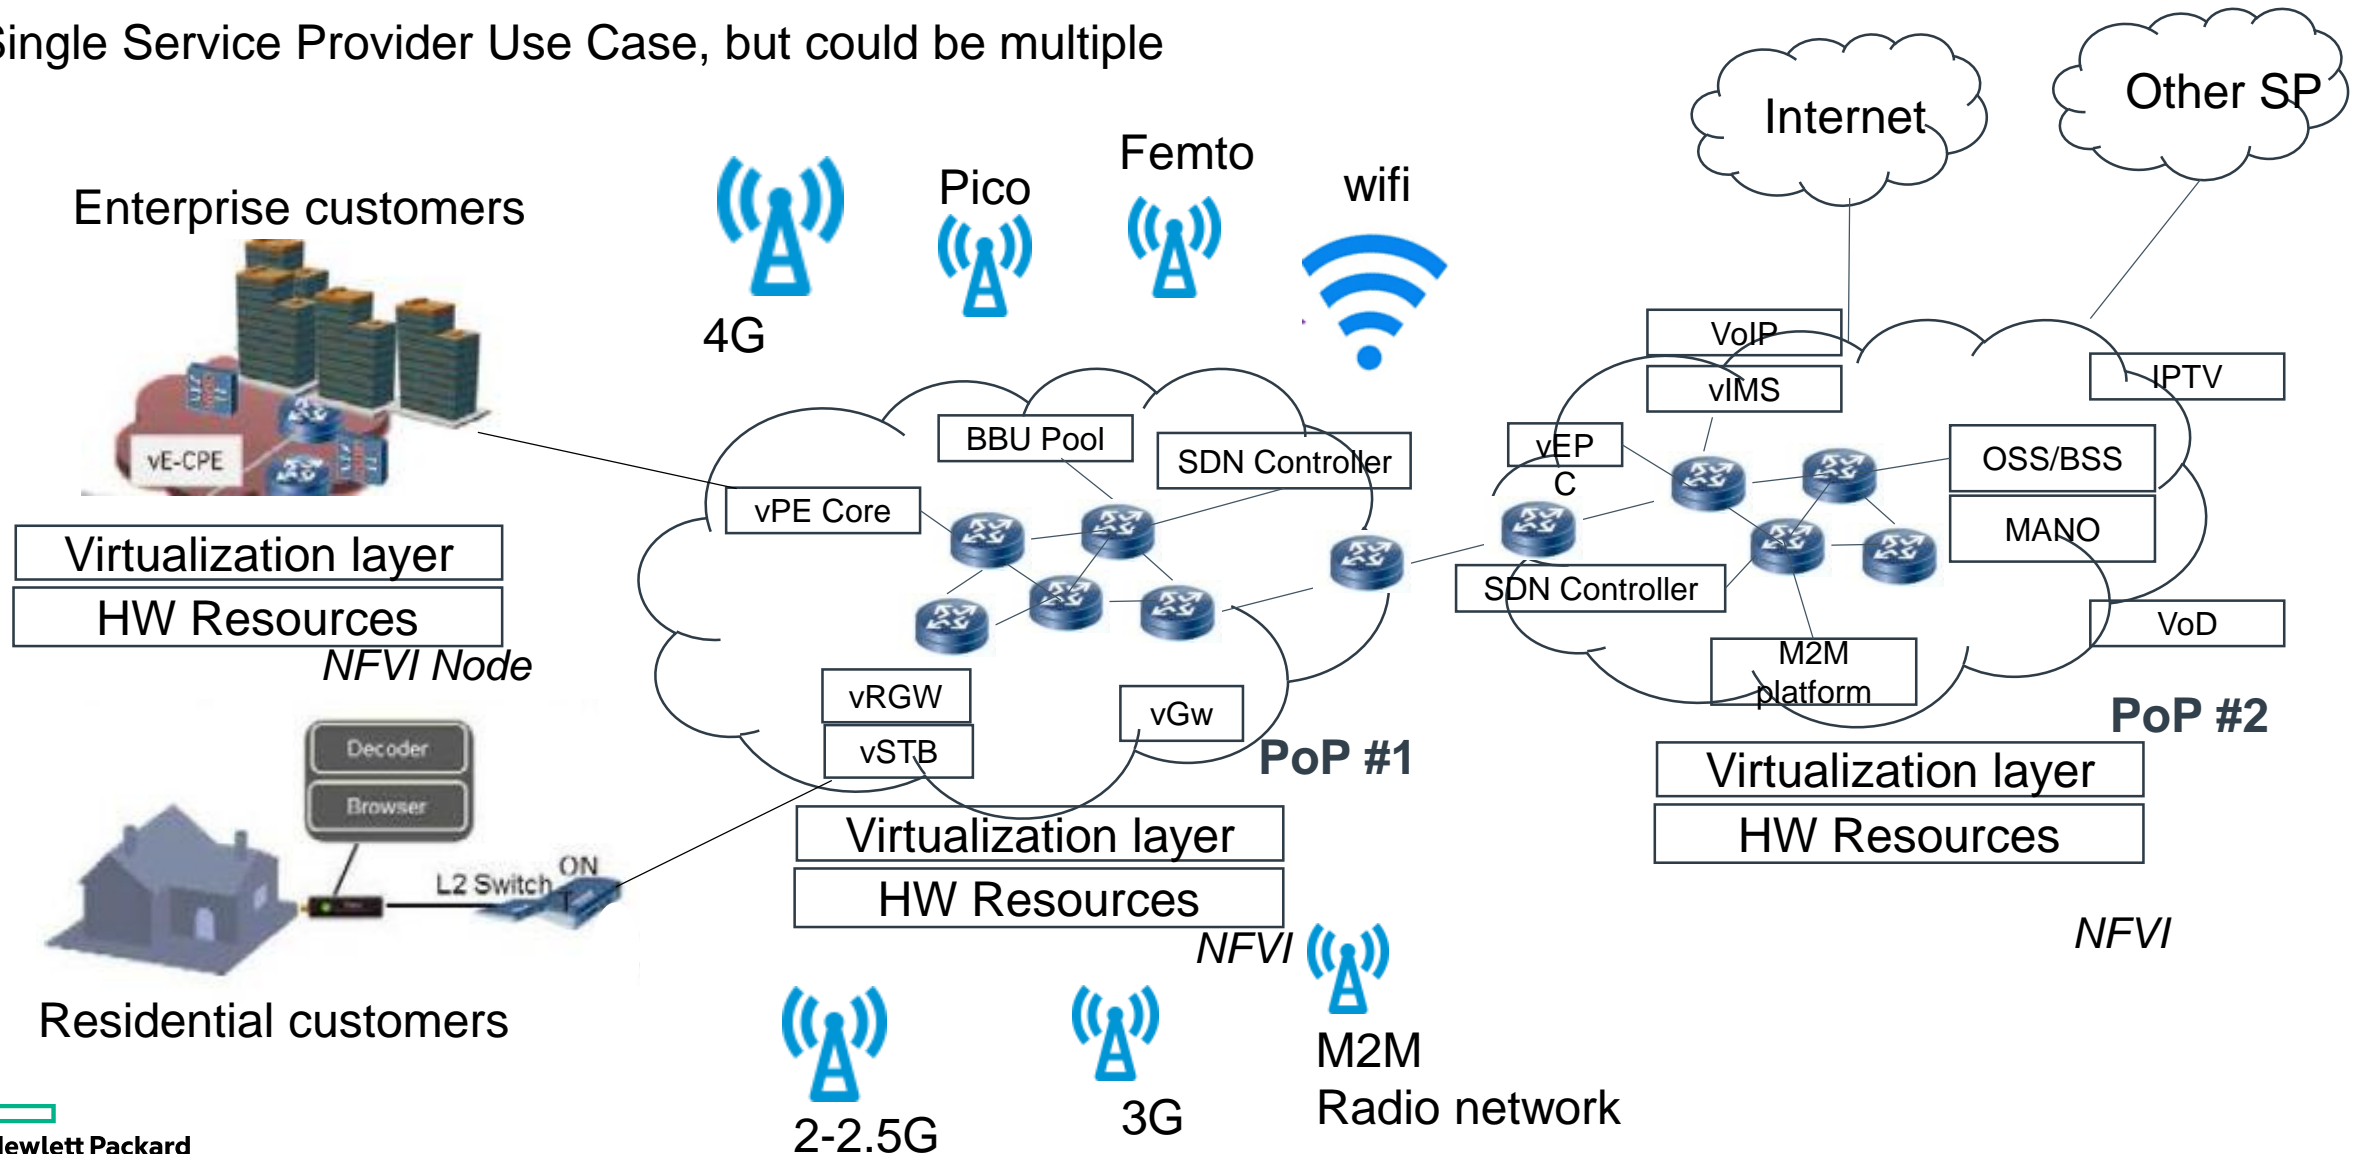 Single Service Provider Use Case, but could be multiple
Internet
Other SP
Enterprise customers
4G
Pico
Femto
wifi
vE-CPE
Virtualization layer
HW Resources
NFVI Node
BBU Pool
SDN Controller
vPE Core
vRGW
vSTB
vGw
PoP #1
Virtualization layer
HW Resources
NFVI
VoIP
vIMS
vEP
C
IPTV
OSS/BSS
MANO
SDN Controller
VoD
M2M
platform
PoP #2
Virtualization layer
HW Resources
NFVI
Decoder
Browser
L2 Switch
ON
T
Residential customers
2-2.5G
3G
M2M
Radio network
Hewlett Packard